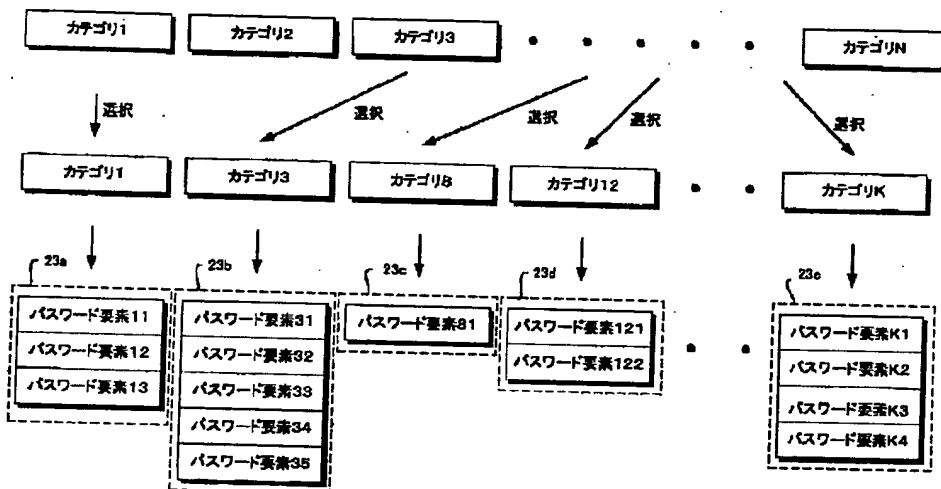 カテゴリ1
カテゴリ2
カテゴリ3
カテゴリN
選択
選択
選択
選択
選択
カテゴリ1
カテゴリ3
カテゴリ8
カテゴリ12
カテゴリK
23a
23b
23c
23d
23e
パスワード要素11
パスワード要素12
パスワード要素13
パスワード要素31
パスワード要素32
パスワード要素33
パスワード要素34
パスワード要素35
パスワード要素81
パスワード要素121
パスワード要素122
パスワード要素K1
パスワード要素K2
パスワード要素K3
パスワード要素K4